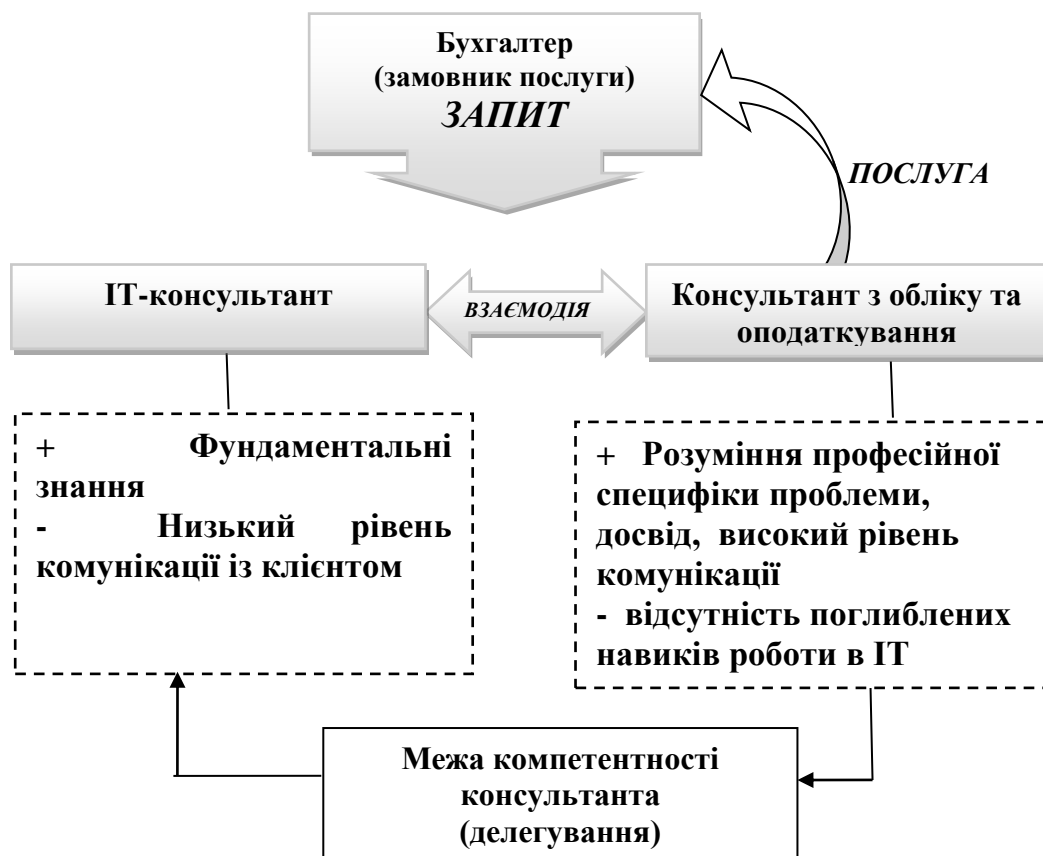 Бухгалтер
(замовник послуги)
ЗАПИТ
ПОСЛУГА
ІТ-консультант
ВЗАЄМОДІЯ
Консультант з обліку та
оподаткування
+ Фундаментальні
знання
- Низький рівень
комунікації із клієнтом
+ Розуміння професійної
специфіки проблеми,
досвід, високий рівень
комунікації
- відсутність поглиблених
навиків роботи в ІТ
Межа компетентності
консультанта
(делегування)